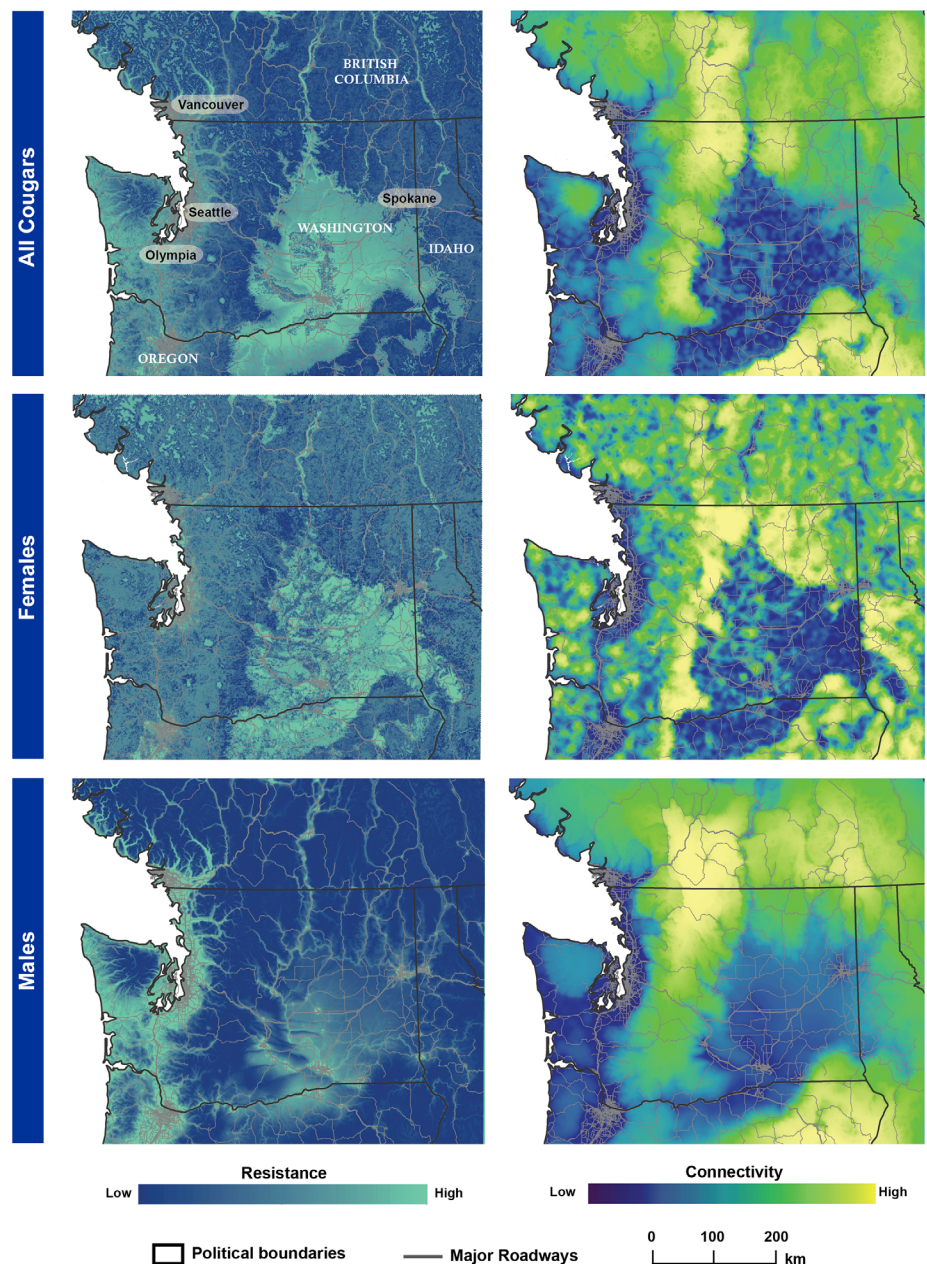 All Cougars
BRITISH
COLUMBIA
Vancouver
Spokane
Seattle
WASHINGTON
IDAHO
Olympia
OREGON
Females
Males
Resistance
Low
High
Connectivity
Low
High
Political boundaries
Major Roadways
0 100 200
km